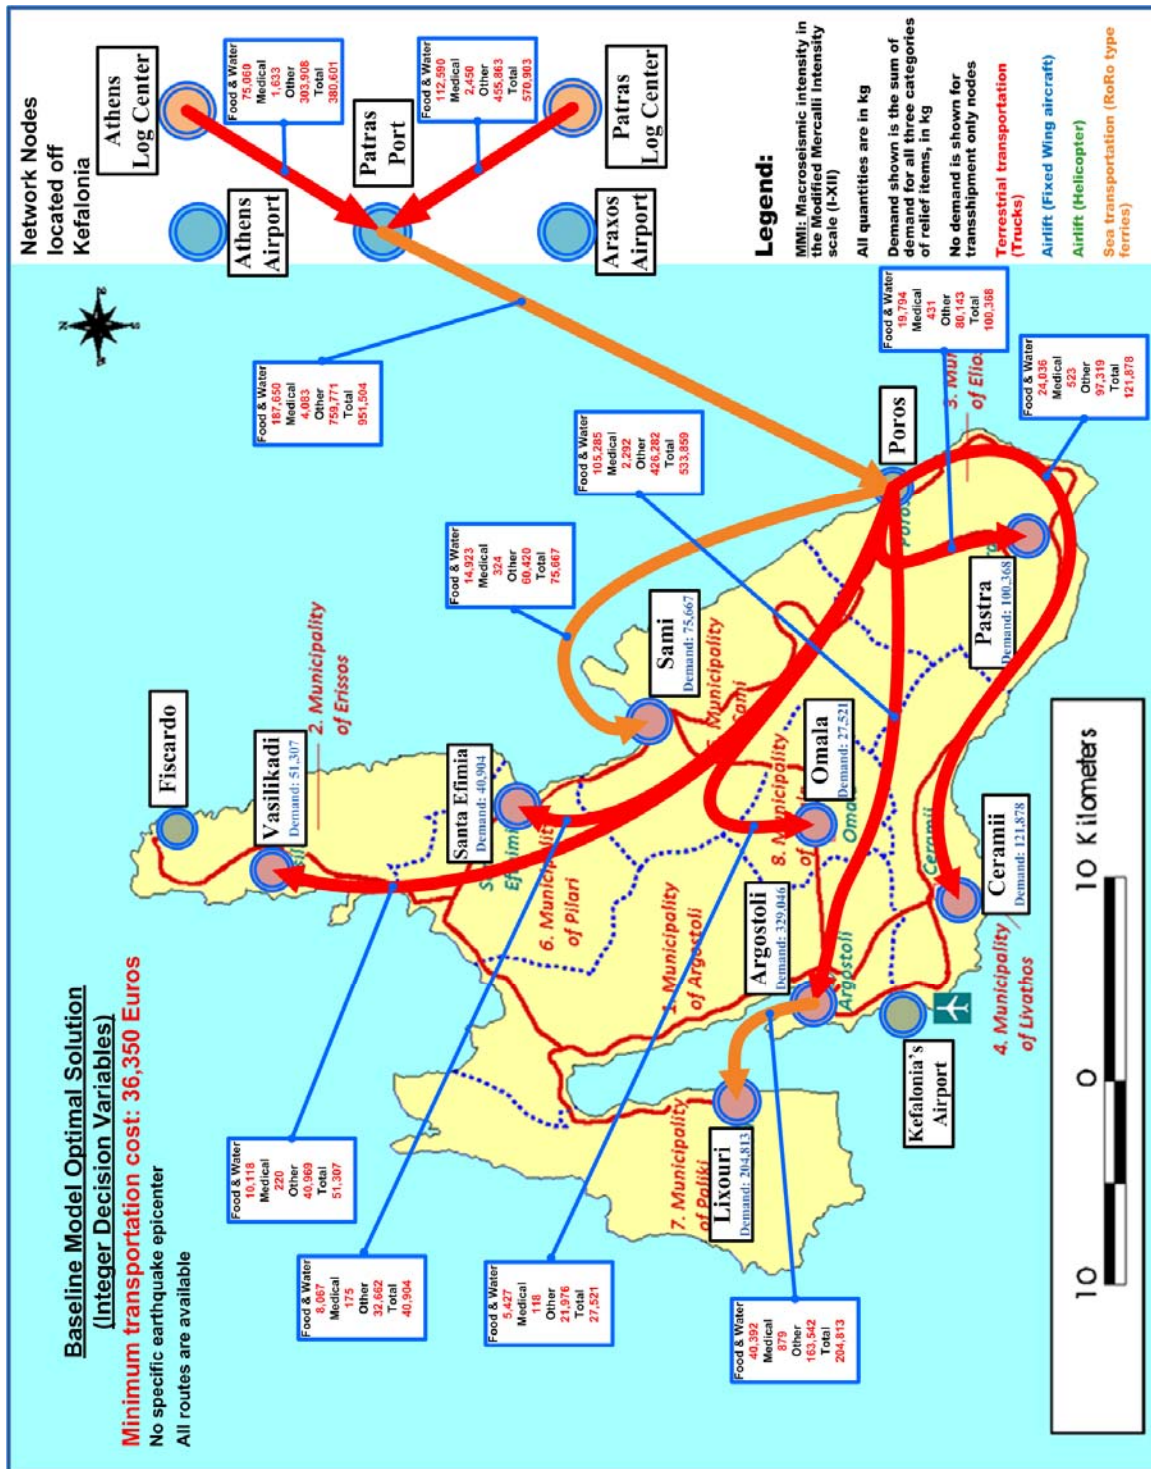 Baseline Model Optimal Solution
(Integer Decision Variables)
Minimum transportation cost: 36,350 Euros
No specific earthquake epicenter
All routes are available
Network Nodes
located off
Kefalonia
Athens
Log Center
Food & Water
75,060
Medical
1,633
Other
303,908
Total
380,601
Athens
Airport
Patras
Port
Food & Water
112,590
Medical
2,450
Other
455,863
Total
570,903
Patras
Log Center
Araxos
Airport
N
Food & Water
187,650
Medical
4,083
Other
759,771
Total
951,504
Fiscardo
Vasilikadi
Demand: 51,307
2. Municipality
of Erissos
Santa Efimia
Demand: 40,904
Food & Water
14,923
Medical
324
Other
60,420
Total
75,667
Food & Water
105,285
Medical
2,292
Other
426,282
Total
533,859
Sami
Demand: 75,667
Municipality
Poros
Poros
Food & Water
19,794
Medical
431
Other
80,143
Total
100,368
of Elios
Food & Water
24,036
Medical
523
Other
97,319
Total
121,878
Pastra
Demand: 100,368
6. Municipality
of Pilari
1. Municipality
of Argostoli
8. Municipality
Omala
Demand: 27,521
Argostoli
Demand: 329,046
Argostoli
Ceramii
Ceramii
Demand: 121,878
4. Municipality
of Livathos
Kefalonia's
Airport
7. Municipality
of Paliki
Lixouri
Demand: 204,813
Food & Water
10,118
Medical
220
Other
40,969
Total
51,307
Food & Water
8,067
Medical
175
Other
32,662
Total
40,904
Food & Water
5,427
Medical
118
Other
21,976
Total
27,521
Food & Water
40,392
Medical
879
Other
163,542
Total
204,813
Legend:
MMI: Macroseismic intensity in
the Modified Mercalli Intensity
scale (I-XII)
All quantities are in kg
Demand shown is the sum of
demand for all three categories
of relief items, in kg
No demand is shown for
transshipment only nodes
Terrestrial transportation
(Trucks)
Airlift (Fixed Wing aircraft)
Airlift (Helicopter)
Sea transportation (RoRo type
ferries)
10 0 10 Kilometers